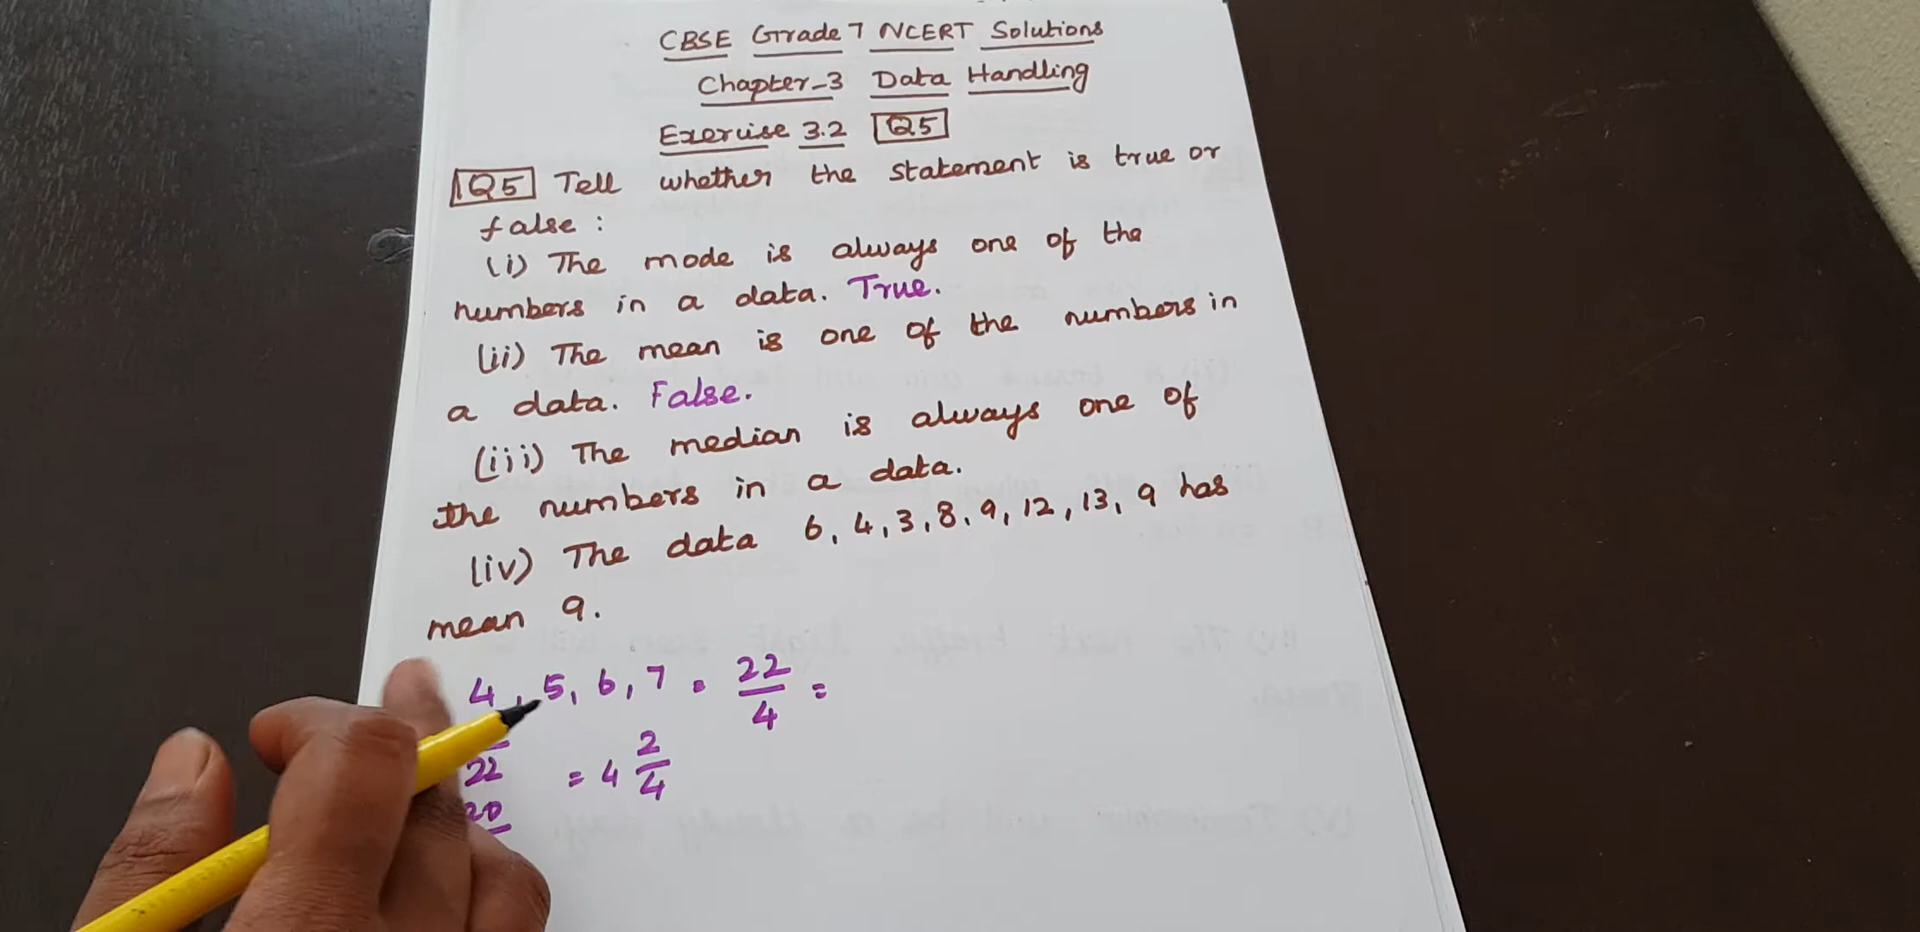 CBSE Grade 7 NCERT Solutions
Chapter-3 Data Handling
Exercise 3.2 Q5
Q5 Tell whether the statement is true or
false :
(i) The mode is always one of the
numbers in a data. True.
(ii) The mean is one of the numbers in
a data. False.
(iii) The median is always one of
the numbers in a data.
(iv) The data 6, 4, 3, 8, 9, 12, 13, 9 has
mean 9.
4, 5, 6, 7 = 22/4 =
22 = 4 2/4
20